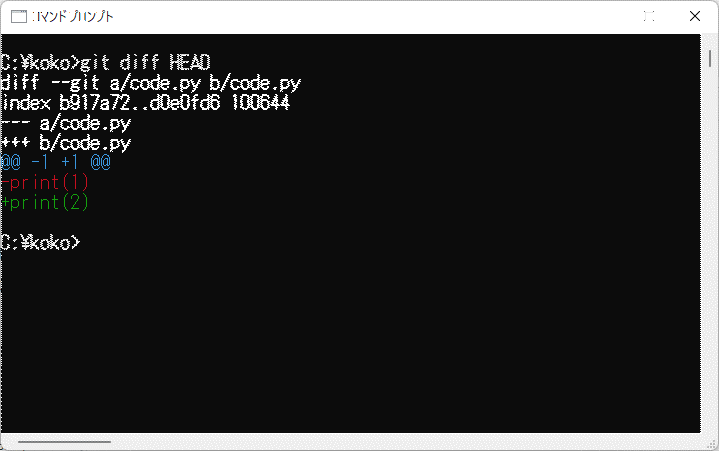 コマンド プロンプト
C:¥koko>git diff HEAD
diff --git a/code.py b/code.py
index b917a72..d0e0fd6 100644
--- a/code.py
+++ b/code.py
@@ -1 +1 @@
-print(1)
+print(2)
C:¥koko>